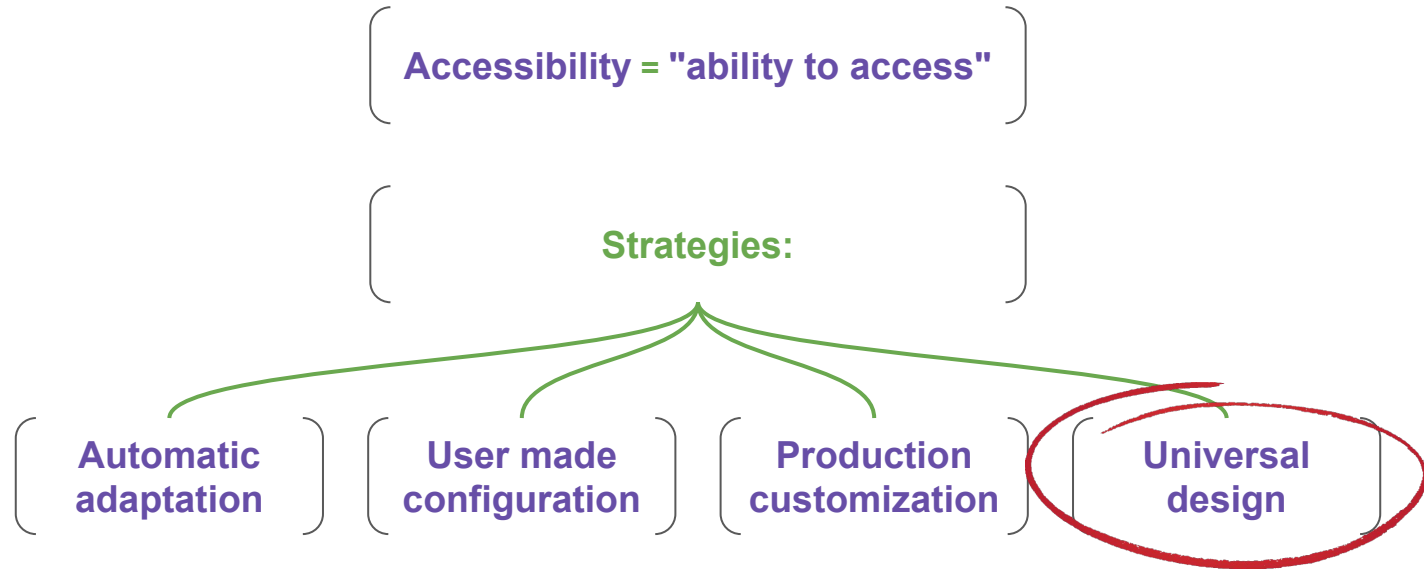 Accessibility = "ability to access"
Strategies:
Automatic
adaptation
User made
configuration
Production
customization
Universal
design